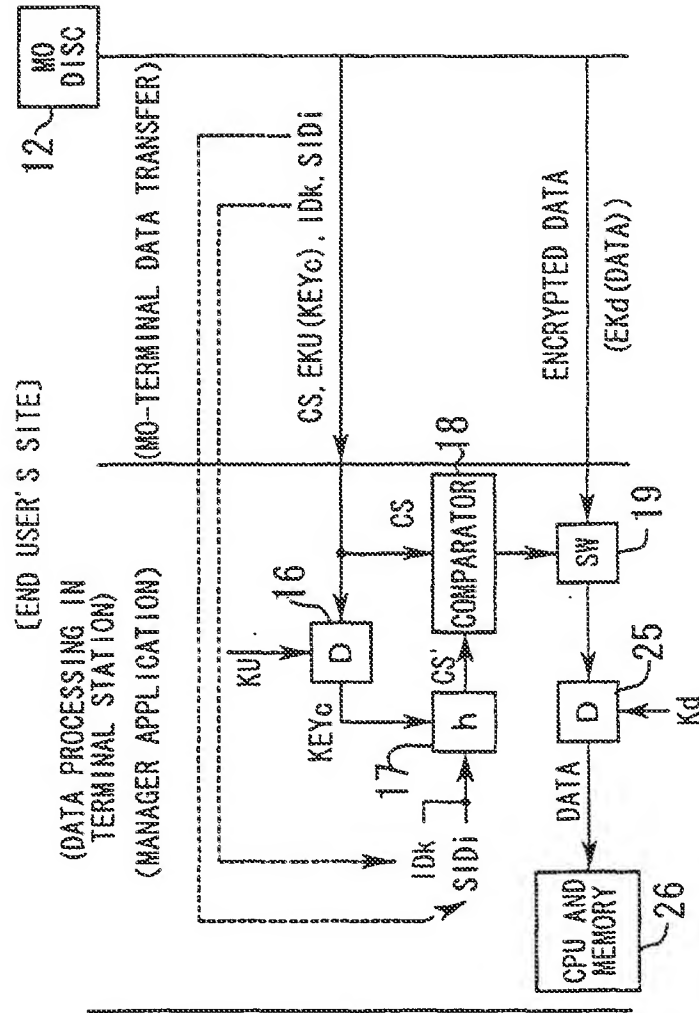 (END USER'S SITE)
(DATA PROCESSING IN
TERMINAL STATION)
(MANAGER APPLICATION)
(MO-TERMINAL DATA TRANSFER)
MO
DISC
12
CS, EKU(KEYc), IDk, SIDi
KU
16
D
KEYc
CS
18
COMPARATOR
CS'
17
h
IDk
SIDi
ENCRYPTED DATA
(EKd(DATA))
SW
19
25
D
Kd
DATA
CPU AND
MEMORY
26